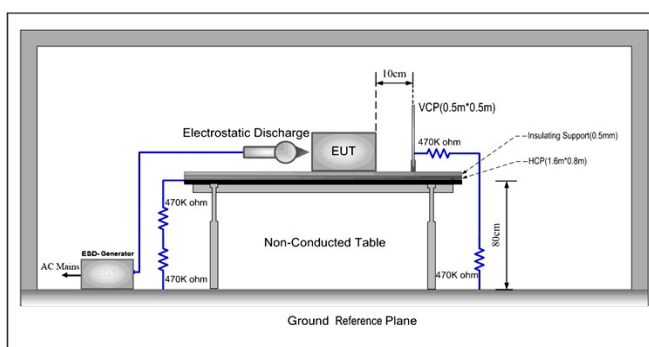 10cm
VCP(0.5m*0.5m)
Electrostatic Discharge
470K ohm
Insulating Support(0.5mm)
EUT
HCP(1.6m*0.8m)
470K ohm
80cm
Non-Conducted Table
ESD-Generator
AC Mains
470K ohm
470K ohm
Ground Reference Plane